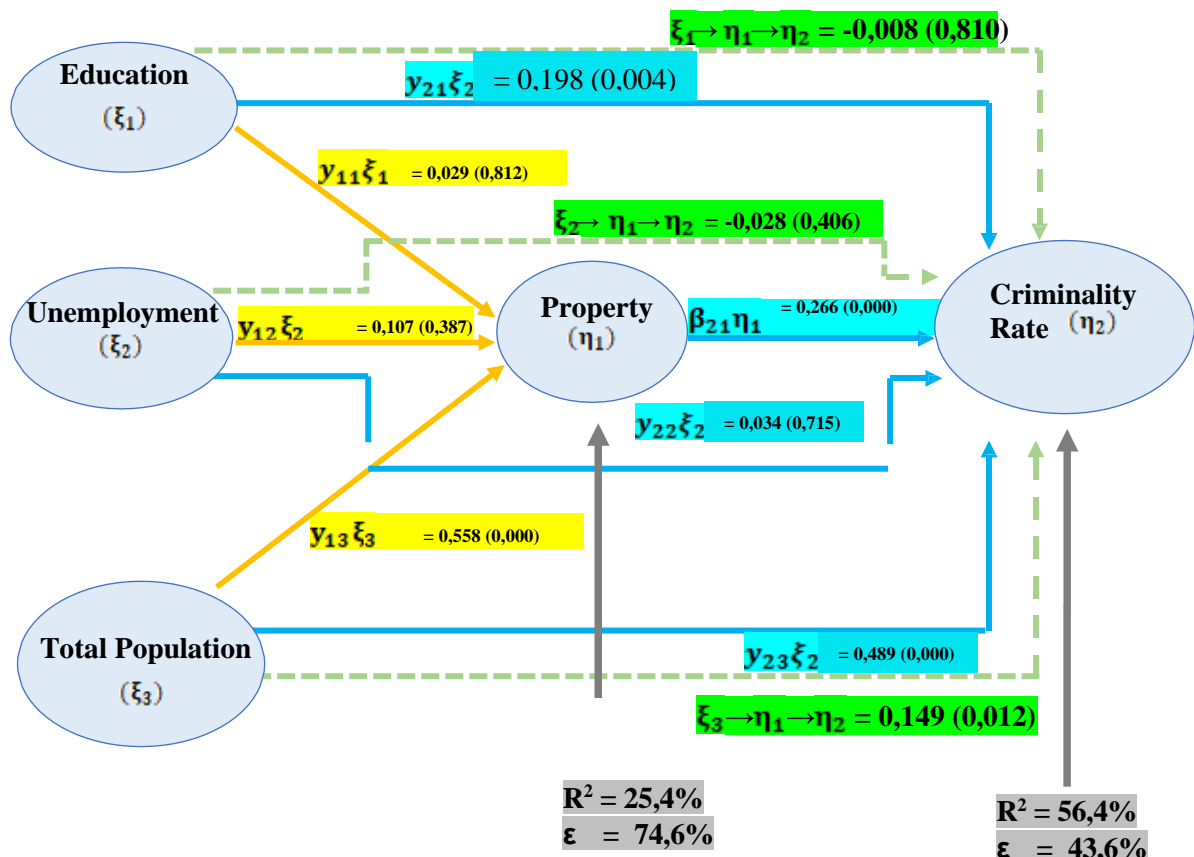 ξ₁→ η₁→η₂ = -0,008 (0,810)
Education
(ξ₁)
y₂₁ξ₂ = 0,198 (0,004)
y₁₁ξ₁ = 0,029 (0,812)
ξ₂→ η₁→η₂ = -0,028 (0,406)
Unemployment
(ξ₂)
y₁₂ξ₂ = 0,107 (0,387)
Property
(η₁)
β₂₁η₁ = 0,266 (0,000)
Criminality
Rate (η₂)
y₂₂ξ₂ = 0,034 (0,715)
y₁₃ξ₃ = 0,558 (0,000)
Total Population
(ξ₃)
y₂₃ξ₂ = 0,489 (0,000)
ξ₃→η₁→η₂ = 0,149 (0,012)
R² = 25,4%
ε = 74,6%
R² = 56,4%
ε = 43,6%